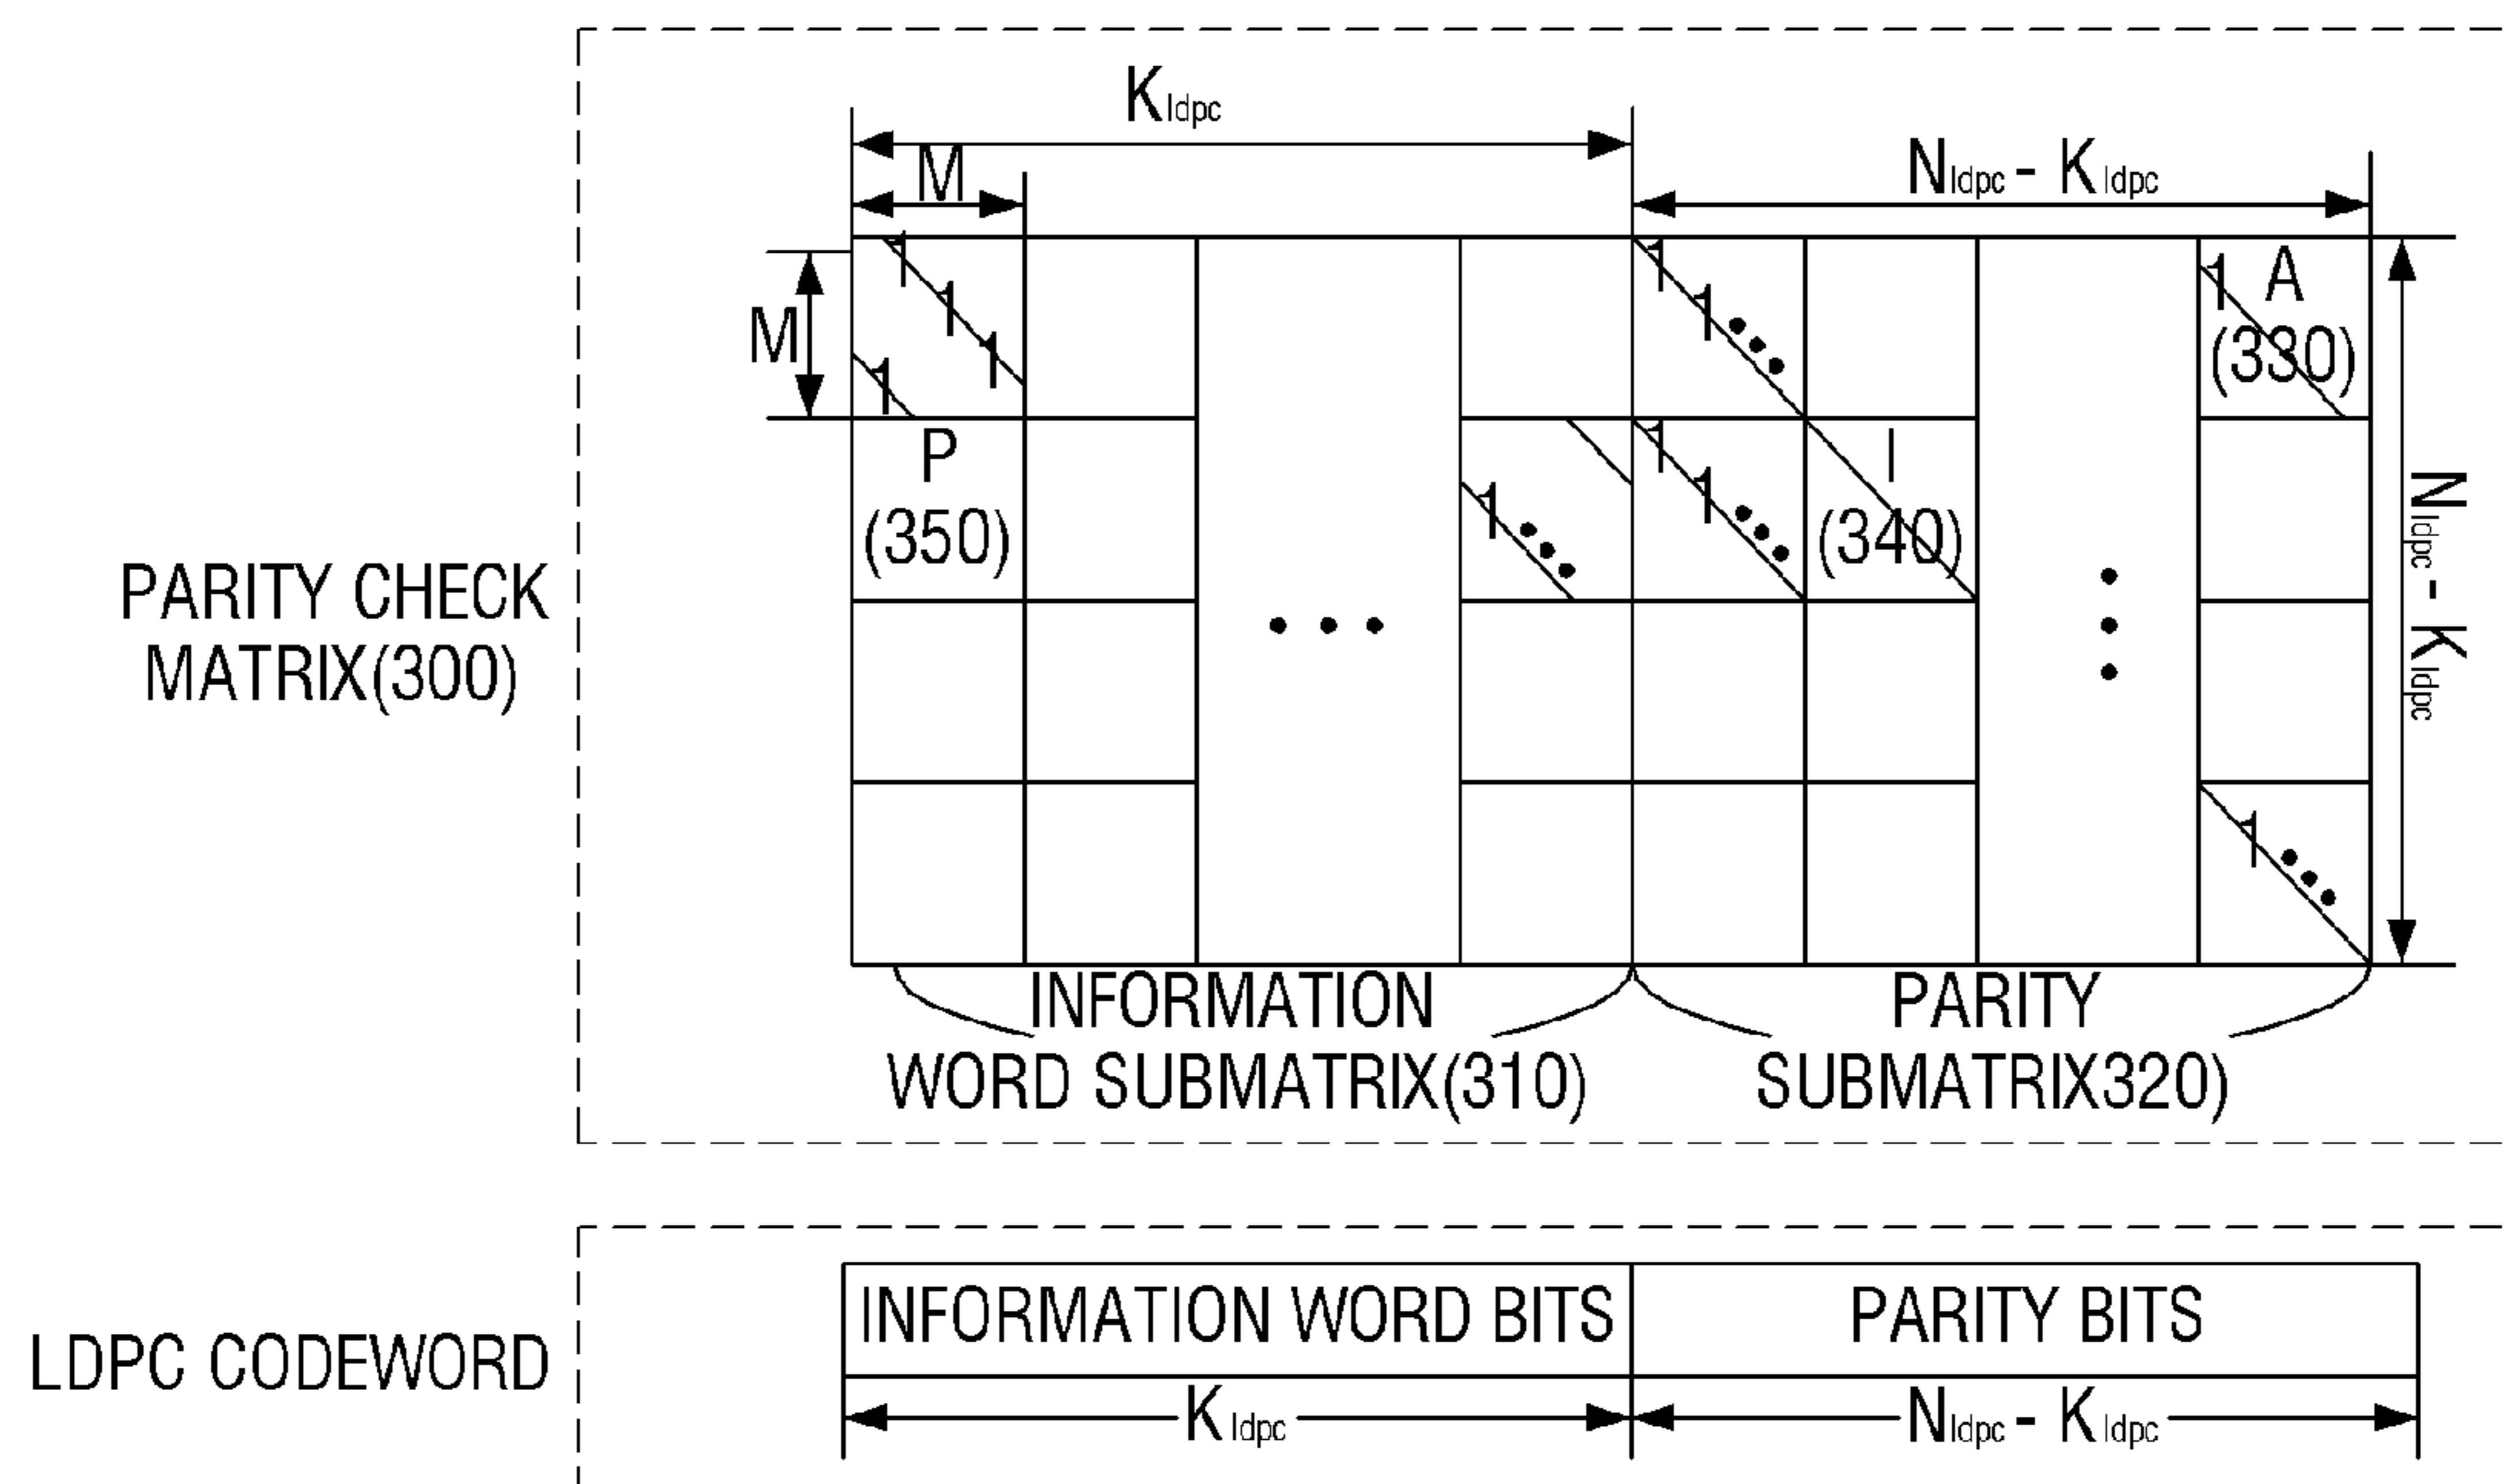 K ldpc
M
N ldpc - K ldpc
1
1
1
1
M
1
1
1
A
(330)
P
(350)
1
1
1
I
(340)
N ldpc - K ldpc
PARITY CHECK
MATRIX(300)
1
INFORMATION
WORD SUBMATRIX(310)
PARITY
SUBMATRIX320)
LDPC CODEWORD
INFORMATION WORD BITS
PARITY BITS
K ldpc
N ldpc - K ldpc